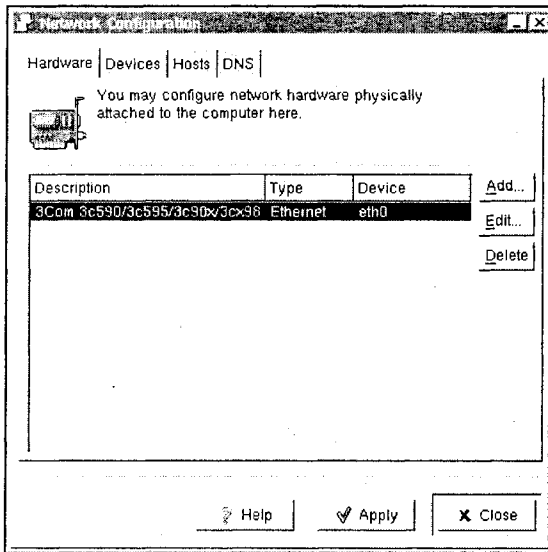 Network Configuration
Hardware Devices Hosts DNS
You may configure network hardware physically
attached to the computer here.
Description Type Device
3Com 3c590/3c595/3c90x/3cx98 Ethernet eth0
Add...
Edit...
Delete
Help Apply Close